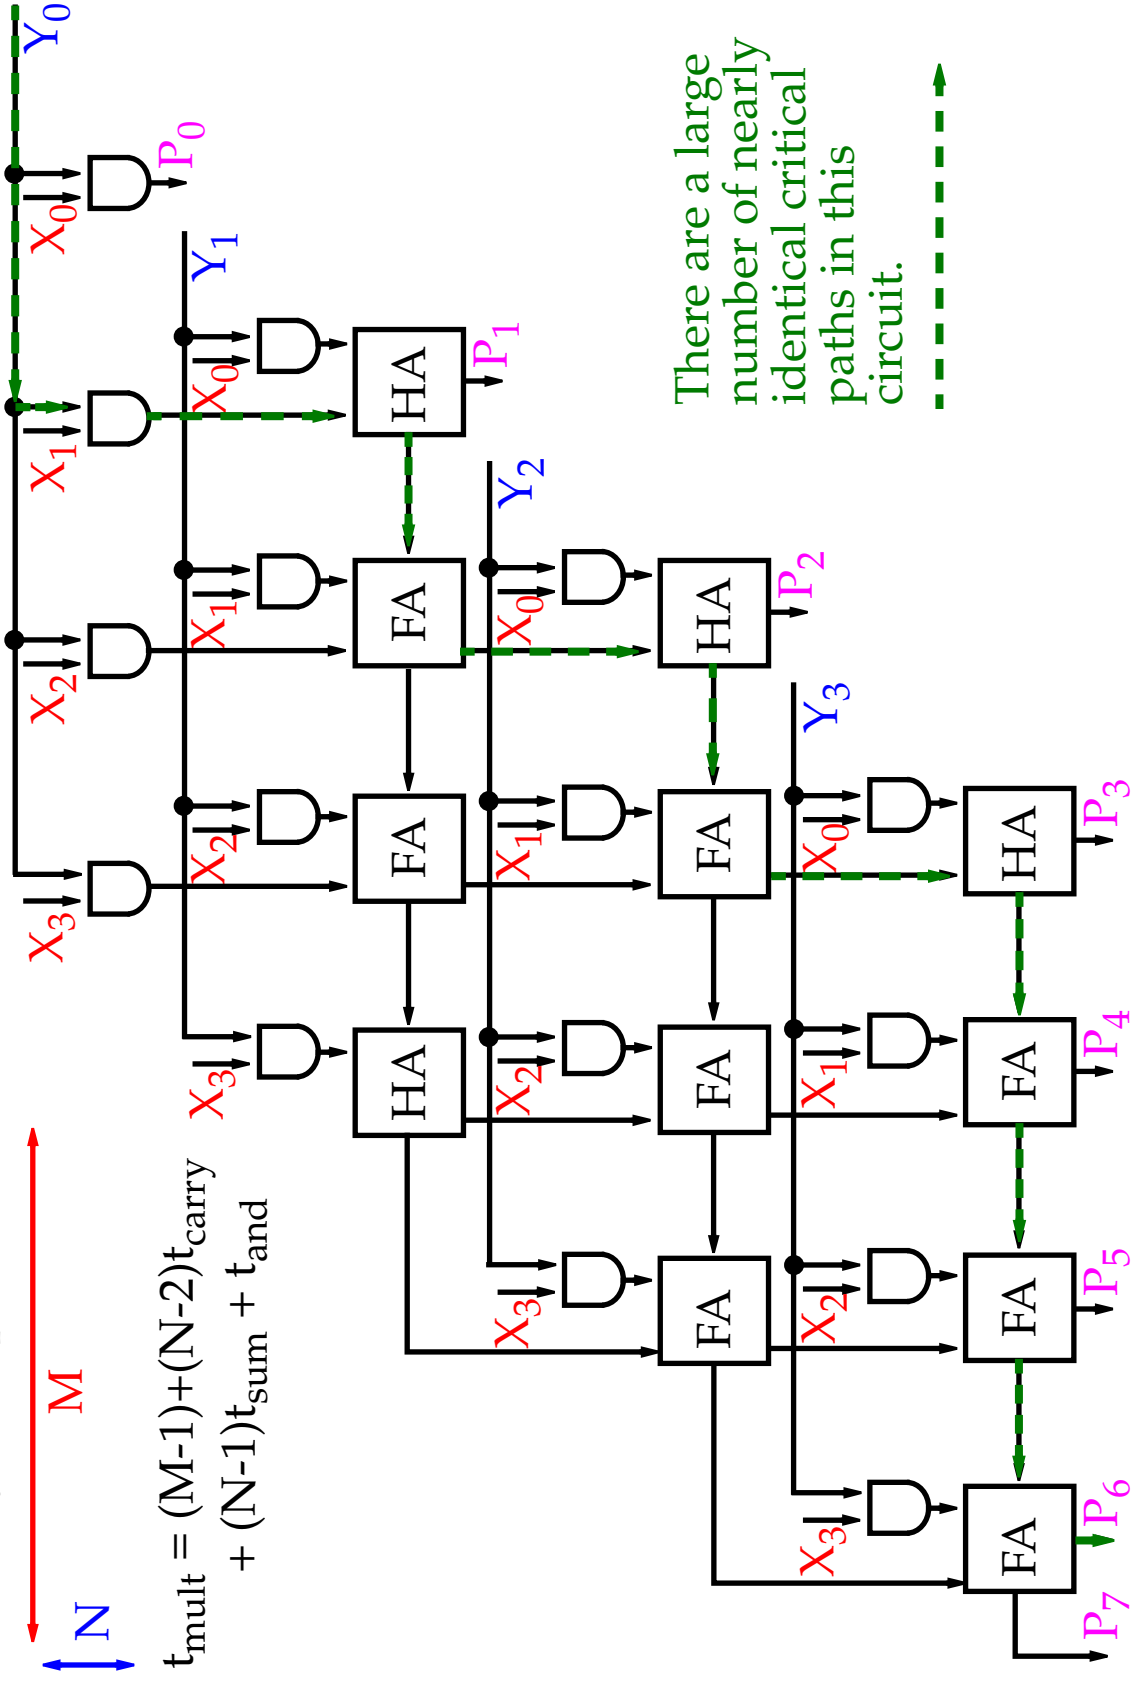 M
N
X3 X2 X1 X0 Y0
P0
tmult = (M-1)+(N-2)tcarry
+ (N-1)tsum + tand
X3 X2 X1 X0 Y1
HA FA FA HA
P1
X3 X2 X1 X0 Y2
FA FA FA HA
P2
There are a large
number of nearly
identical critical
paths in this
circuit.
X3 X2 X1 X0 Y3
FA FA FA HA
P7 P6 P5 P4 P3